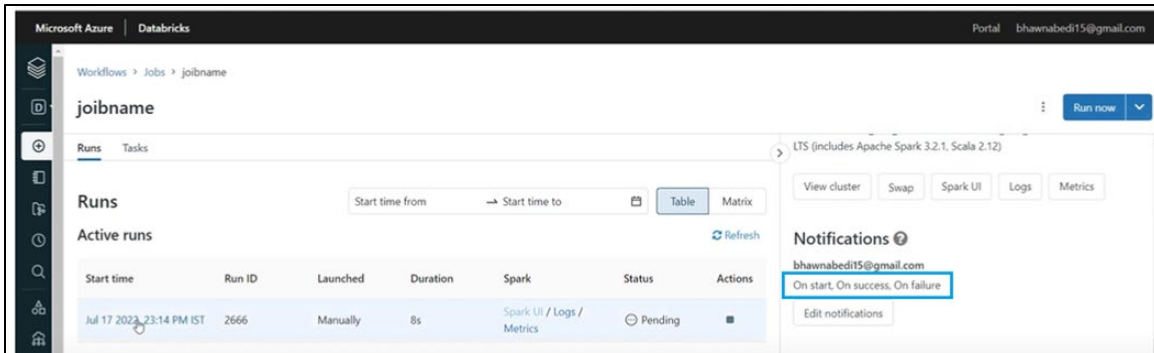 Microsoft Azure | Databricks Portal bhawnabedi15@gmail.com
Workflows > Jobs > joibname
joibname
Run now
Runs Tasks
Runs
Start time from → Start time to Table Matrix
Active runs
Refresh
Start time Run ID Launched Duration Spark Status Actions
Jul 17 2023, 23:14 PM IST 2666 Manually 8s Spark UI / Logs / Metrics Pending
LTS (includes Apache Spark 3.2.1, Scala 2.12)
View cluster Swap Spark UI Logs Metrics
Notifications
bhawnabedi15@gmail.com
On start, On success, On failure
Edit notifications